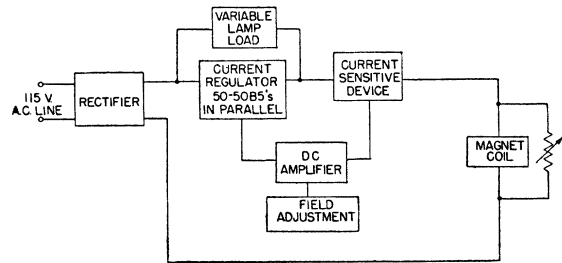 VARIABLE
LAMP
LOAD
115 V.
A.C. LINE
RECTIFIER
CURRENT
REGULATOR
50-50B5's
IN PARALLEL
CURRENT
SENSITIVE
DEVICE
DC
AMPLIFIER
FIELD
ADJUSTMENT
MAGNET
COIL